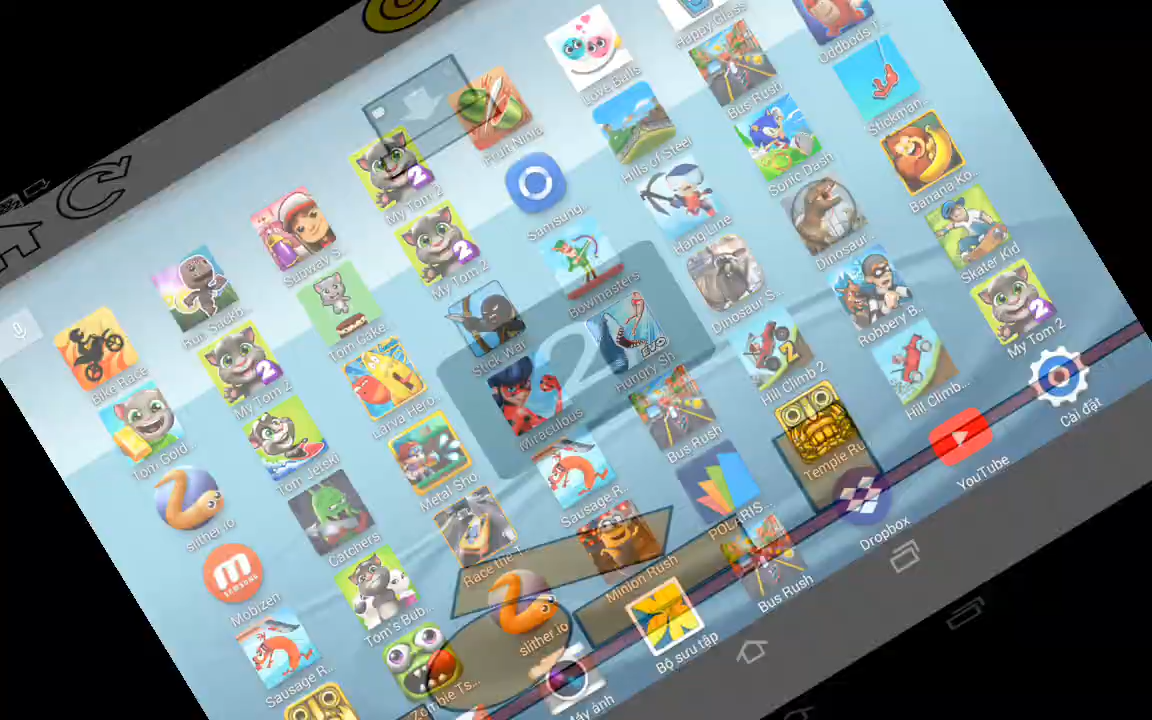 Happy Glass
Oddbods T...
Love Balls
Bus Rush
Stickman...
Fruit Ninja
Hills of Steel
Sonic Dash
Banana Ko...
My Tom 2
Samsung...
Hang Line
Dinosaur...
Skater Kid
Subway S...
My Tom 2
Bowmasters
Dinosaur S...
Robbery B...
My Tom 2
Run, Sackb...
Tom Cake
Stick War
Hungry Sh...
EVO
Hill Climb 2
Hill Climb...
Cài đặt
Bike Race
My Tom 2
Larva Hero...
Miraculous
Bus Rush
Temple Ru...
YouTube
Tom Gold...
Tom Jetski
Metal Sho...
Sausage R...
POLARIS...
Dropbox
slither.io
Catchers
Race the T...
Minion Rush
Bus Rush
SAMSUNG
Mobizen
Tom's Bub...
slither.io
Bộ sưu tập
Sausage R...
Zombie Ts...
Máy ảnh